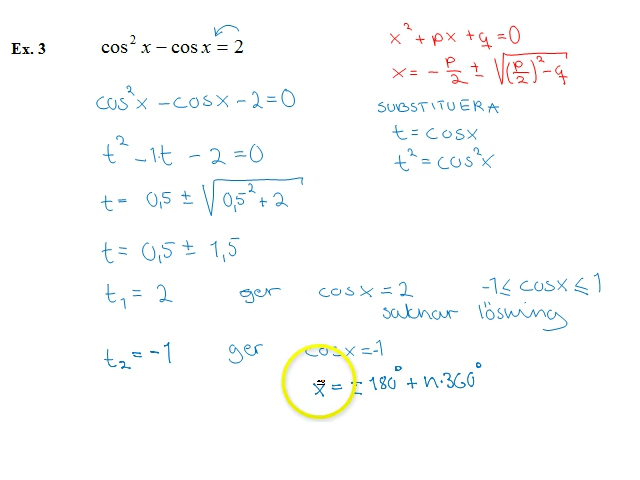 Ex. 3 cos² x − cos x = 2
x² + px + q = 0
x = − p/2 ± √((p/2)² − q)
cos²x − cosx − 2 = 0
SUBSTITUERA
t = cosx
t² = cos²x
t² − 1·t − 2 = 0
t = 0,5 ± √(0,5² + 2)
t = 0,5 ± 1,5
t₁ = 2 ger cosx = 2 −1 ≤ cosx ≤ 1
saknar lösning
t₂ = −1 ger cosx = −1
x = ± 180° + n·360°